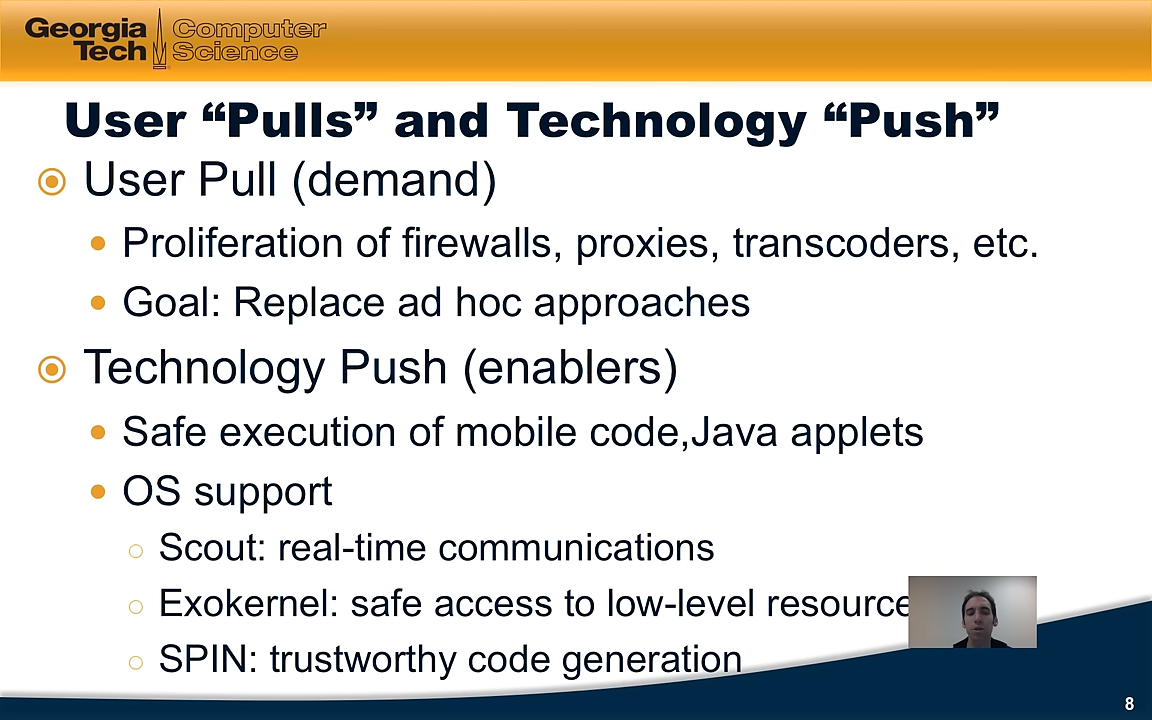 Georgia Tech
Computer Science
User “Pulls” and Technology “Push”
User Pull (demand)
Proliferation of firewalls, proxies, transcoders, etc.
Goal: Replace ad hoc approaches
Technology Push (enablers)
Safe execution of mobile code,Java applets
OS support
Scout: real-time communications
Exokernel: safe access to low-level resource
SPIN: trustworthy code generation
8